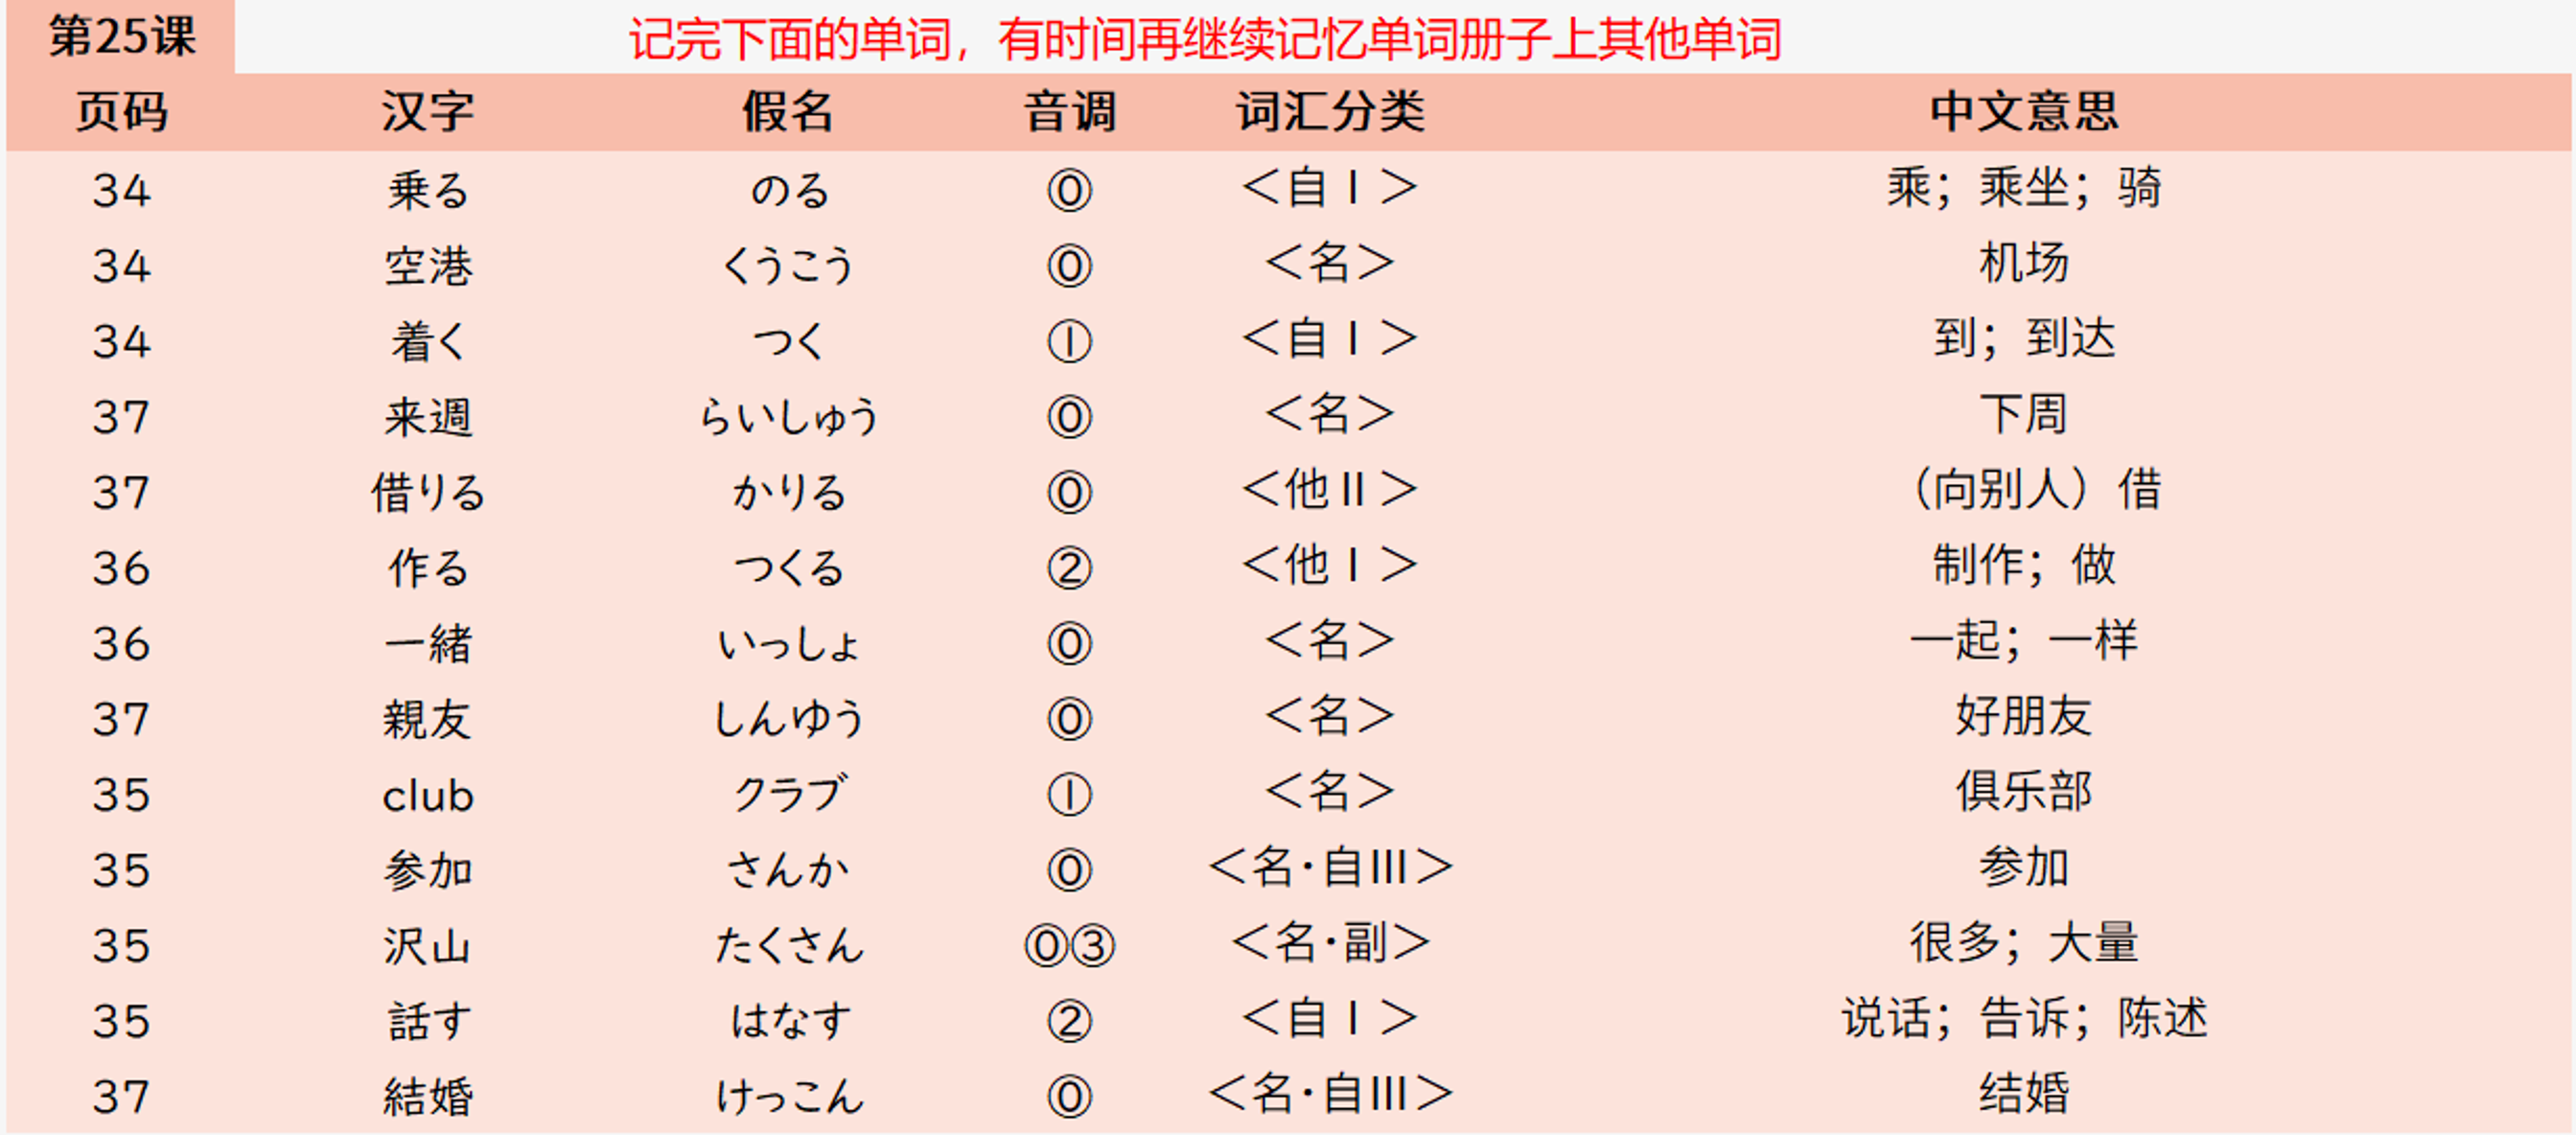 第25课 记完下面的单词，有时间再继续记忆单词册子上其他单词
页码 汉字 假名 音调 词汇分类 中文意思
34 乗る のる ⓪ ＜自Ⅰ＞ 乘；乘坐；骑
34 空港 くうこう ⓪ ＜名＞ 机场
34 着く つく ① ＜自Ⅰ＞ 到；到达
37 来週 らいしゅう ⓪ ＜名＞ 下周
37 借りる かりる ⓪ ＜他Ⅱ＞ （向别人）借
36 作る つくる ② ＜他Ⅰ＞ 制作；做
36 一緒 いっしょ ⓪ ＜名＞ 一起；一样
37 親友 しんゆう ⓪ ＜名＞ 好朋友
35 club クラブ ① ＜名＞ 俱乐部
35 参加 さんか ⓪ ＜名·自Ⅲ＞ 参加
35 沢山 たくさん ⓪③ ＜名·副＞ 很多；大量
35 話す はなす ② ＜自Ⅰ＞ 说话；告诉；陈述
37 結婚 けっこん ⓪ ＜名·自Ⅲ＞ 结婚